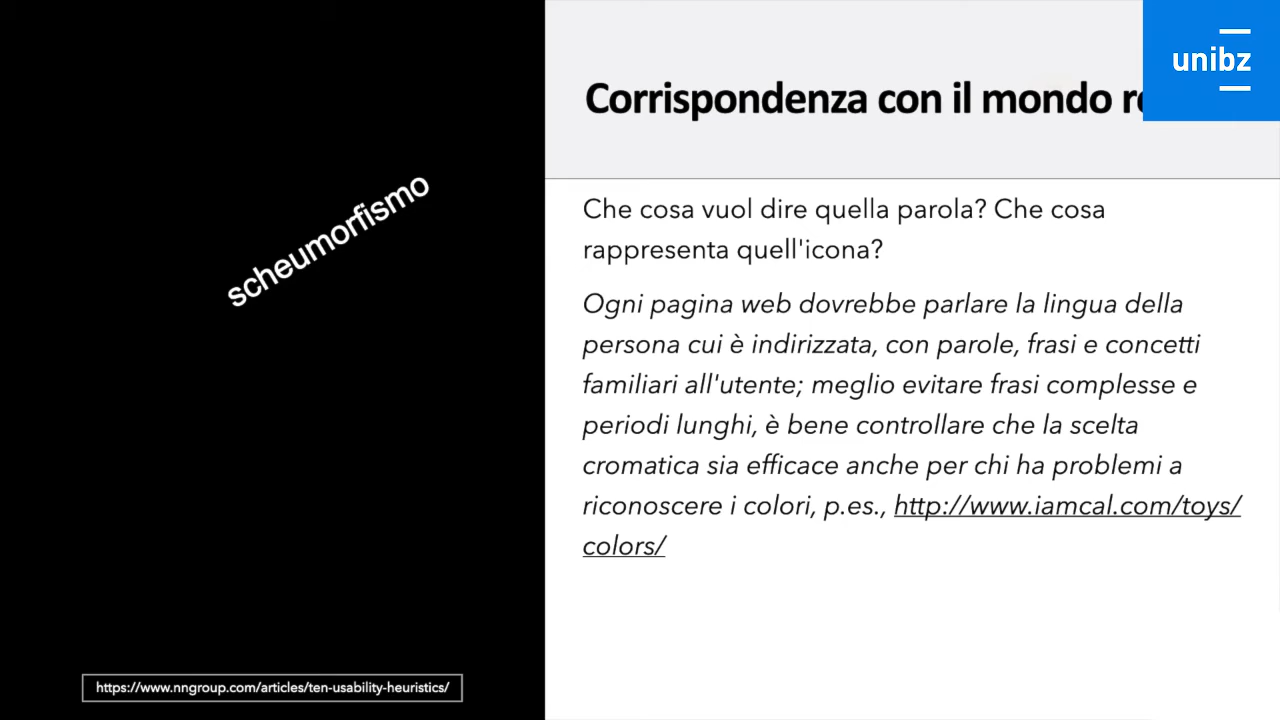 unibz
Corrispondenza con il mondo
scheumorfismo
Che cosa vuol dire quella parola? Che cosa
rappresenta quell'icona?
Ogni pagina web dovrebbe parlare la lingua della
persona cui è indirizzata, con parole, frasi e concetti
familiari all'utente; meglio evitare frasi complesse e
periodi lunghi, è bene controllare che la scelta
cromatica sia efficace anche per chi ha problemi a
riconoscere i colori, p.es., http://www.iamcal.com/toys/
colors/
https://www.nngroup.com/articles/ten-usability-heuristics/